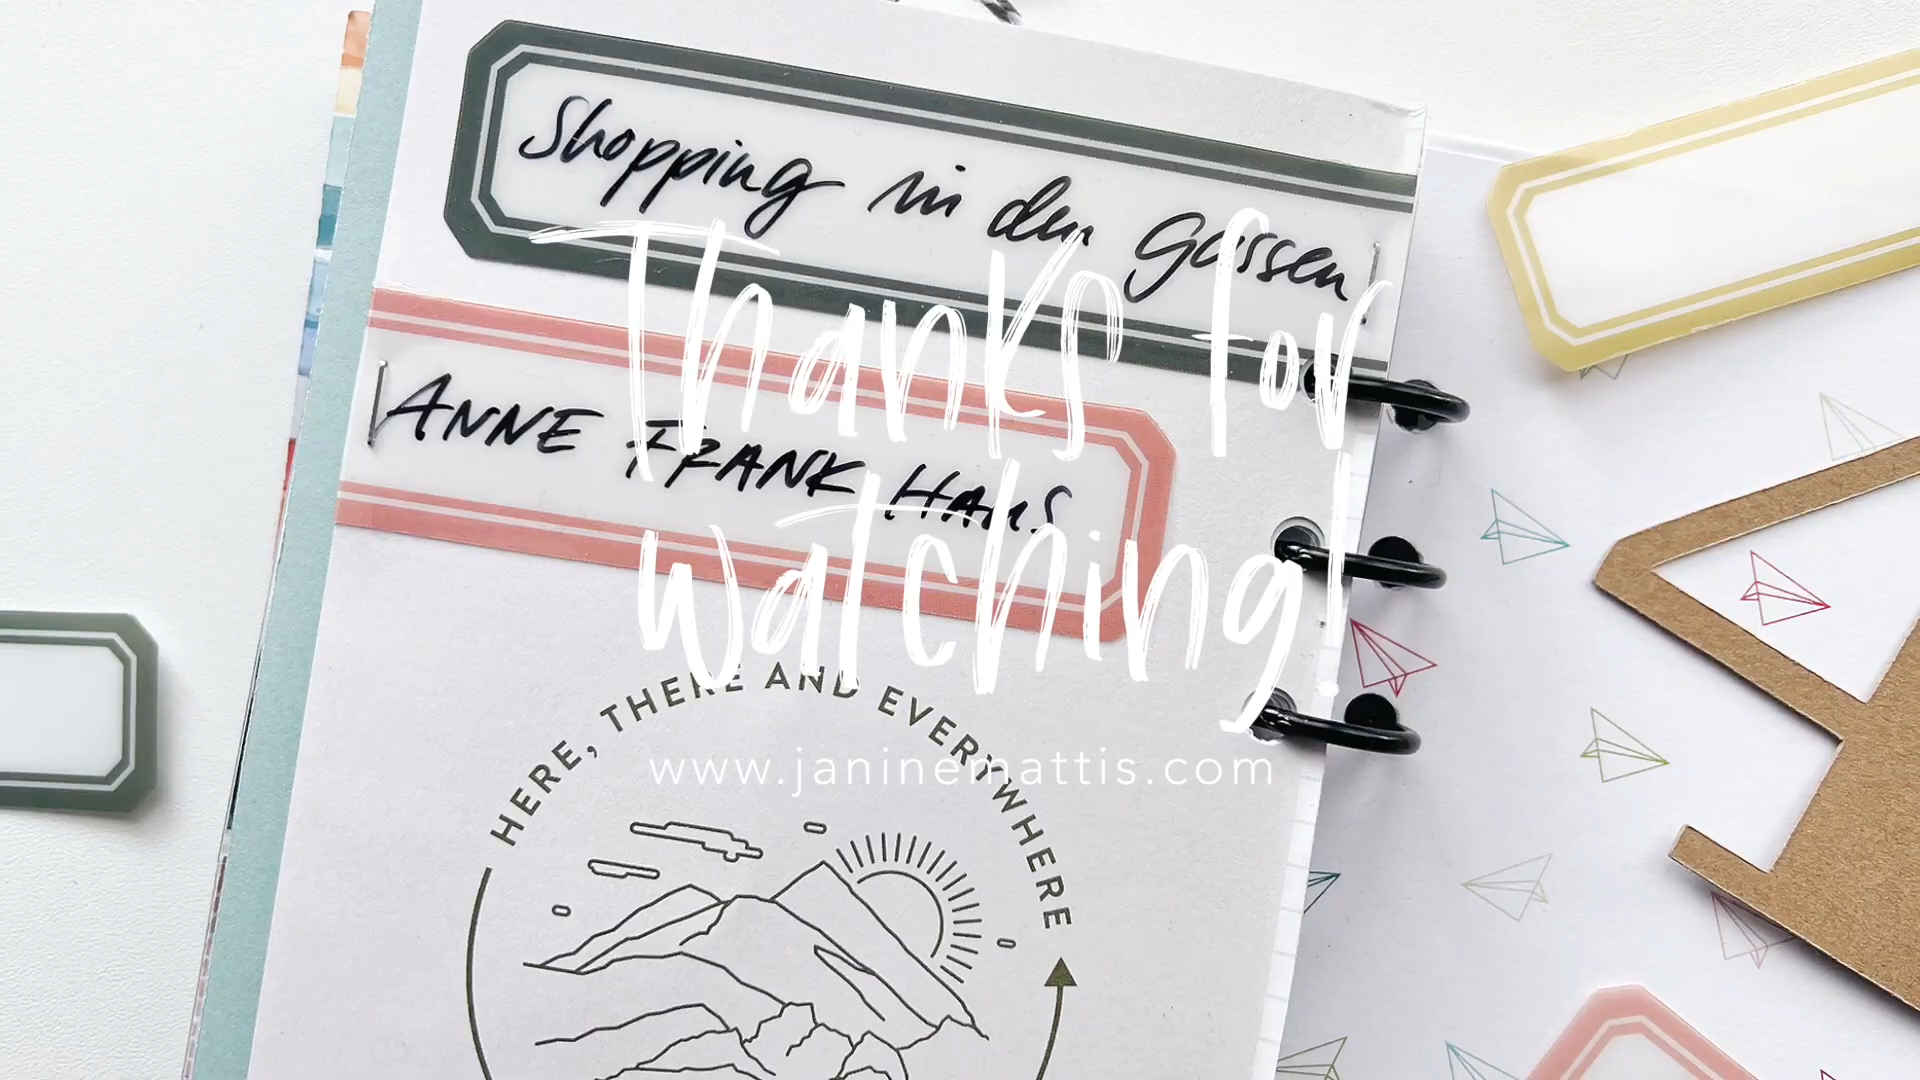 Shopping in den Gassen
ANNE FRANK HAUS
Thanks for
watching!
HERE, THERE AND EVERYWHERE
www.janinemattis.com